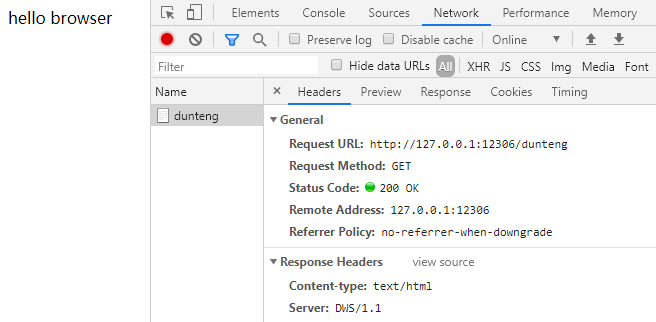 hello browser
Elements Console Sources Network Performance Memory
Preserve log Disable cache Online
Filter Hide data URLs All XHR JS CSS Img Media Font
Name × Headers Preview Response Cookies Timing
dunteng
General
Request URL: http://127.0.0.1:12306/dunteng
Request Method: GET
Status Code: 200 OK
Remote Address: 127.0.0.1:12306
Referrer Policy: no-referrer-when-downgrade
Response Headers view source
Content-type: text/html
Server: DWS/1.1